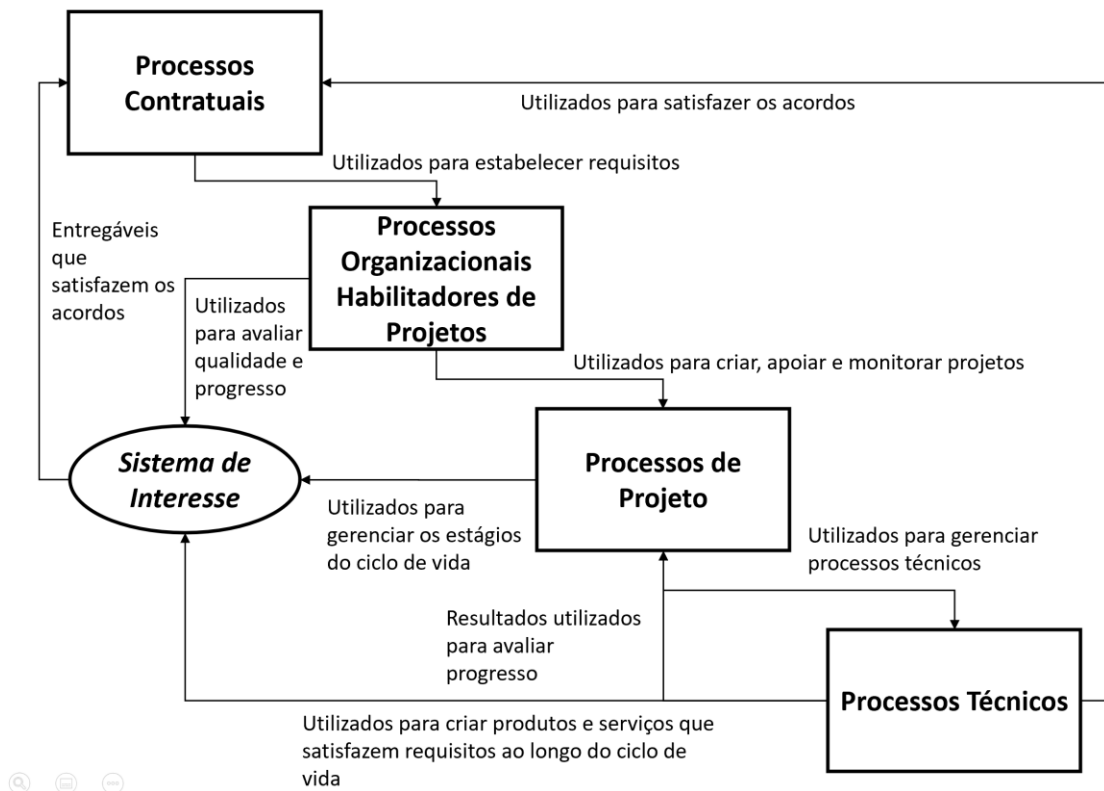 Processos
Contratuais
Utilizados para satisfazer os acordos
Utilizados para estabelecer requisitos
Entregáveis
que
satisfazem os
acordos
Processos
Organizacionais
Habilitadores de
Projetos
Utilizados
para avaliar
qualidade e
progresso
Utilizados para criar, apoiar e monitorar projetos
Sistema de
Interesse
Processos de
Projeto
Utilizados para
gerenciar os estágios
do ciclo de vida
Utilizados para gerenciar
processos técnicos
Resultados utilizados
para avaliar
progresso
Processos Técnicos
Utilizados para criar produtos e serviços que
satisfazem requisitos ao longo do ciclo de
vida